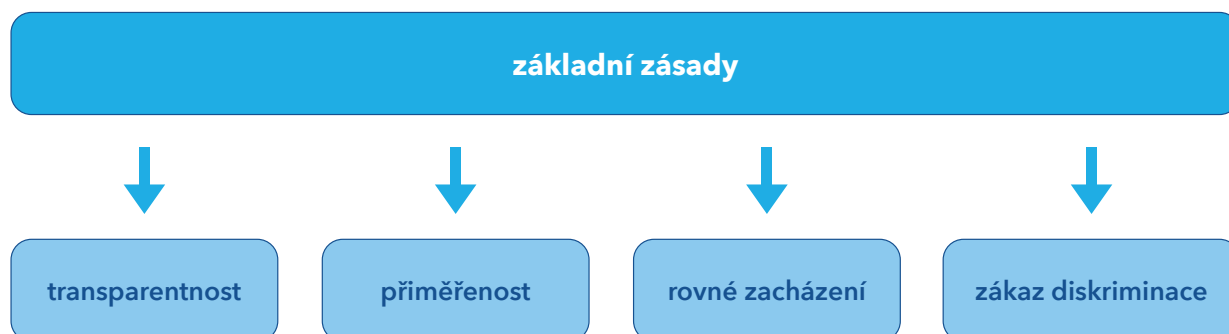 základní zásady
transparentnost
přiměřenost
rovné zacházení
zákaz diskriminace